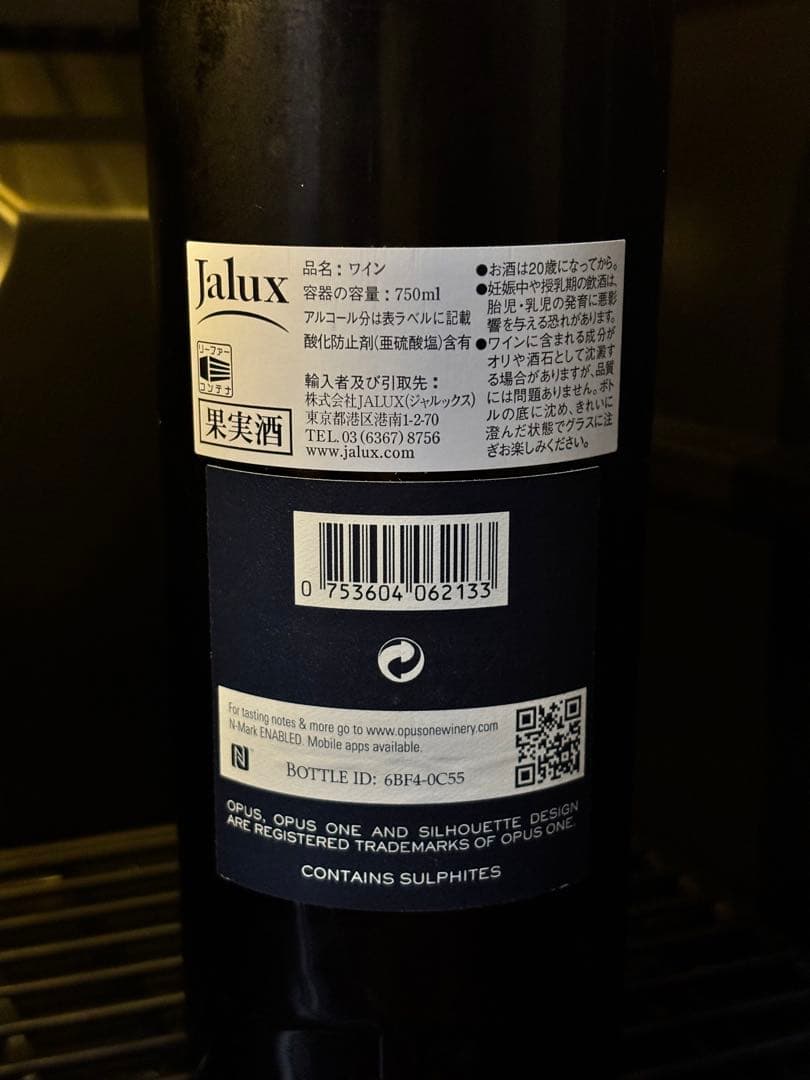 Jalux
リーファー
コンテナ
果実酒
品名：ワイン
容器の容量：750ml
アルコール分は表ラベルに記載
酸化防止剤(亜硫酸塩)含有
輸入者及び引取先：
株式会社JALUX(ジャルックス)
東京都港区港南1-2-70
TEL.03(6367)8756
www.jalux.com
●お酒は20歳になってから。
●妊娠中や授乳期の飲酒は、
胎児・乳児の発育に悪影
響を与える恐れがあります。
●ワインに含まれる成分が
オリや酒石として沈澱す
る場合がありますが、品質
には問題ありません。ボト
ルの底に沈め、きれいに
澄んだ状態でグラスに注
ぎお楽しみください。
0 753604 062133
For tasting notes & more go to www.opusonewinery.com
N-Mark ENABLED. Mobile apps available.
BOTTLE ID: 6BF4-0C55
OPUS, OPUS ONE AND SILHOUETTE DESIGN
ARE REGISTERED TRADEMARKS OF OPUS ONE.
CONTAINS SULPHITES